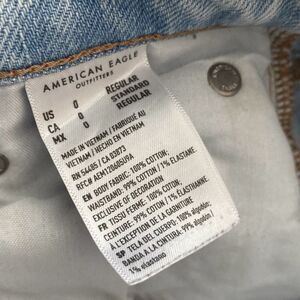 AMERICAN EAGLE
OUTFITTERS
US 0 REGULAR
CA 0 STANDARD
MX 0 REGULAR
MADE IN VIETNAM / FABRIQUÉ AU
VIETNAM / HECHO EN VIETNAM
RN 54485 / CA 03873
EN BODY FABRIC: 100% COTTON;
WAISTBAND: 99% COTTON / 1% ELASTANE
EXCLUSIVE OF DECORATION
FR TISSU FERME: 100% COTON;
CEINTURE: 99% COTON / 1% ÉLASTHANNE
À L'EXCEPTION DE LA GARNITURE
SP TELA DEL CUERPO: 100% algodón;
BANDA A LA CINTURA: 99% algodón /
1% elastano